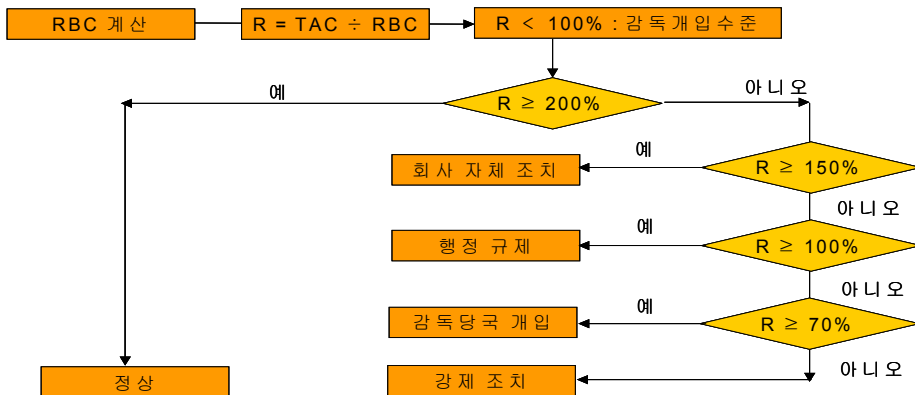 RBC 계산
R = TAC ÷ RBC
R < 100% : 감독개입수준
예
R ≥ 200%
아니오
회사 자체 조치
예
R ≥ 150%
아니오
행정 규제
예
R ≥ 100%
아니오
감독당국 개입
예
R ≥ 70%
아니오
정상
강제 조치